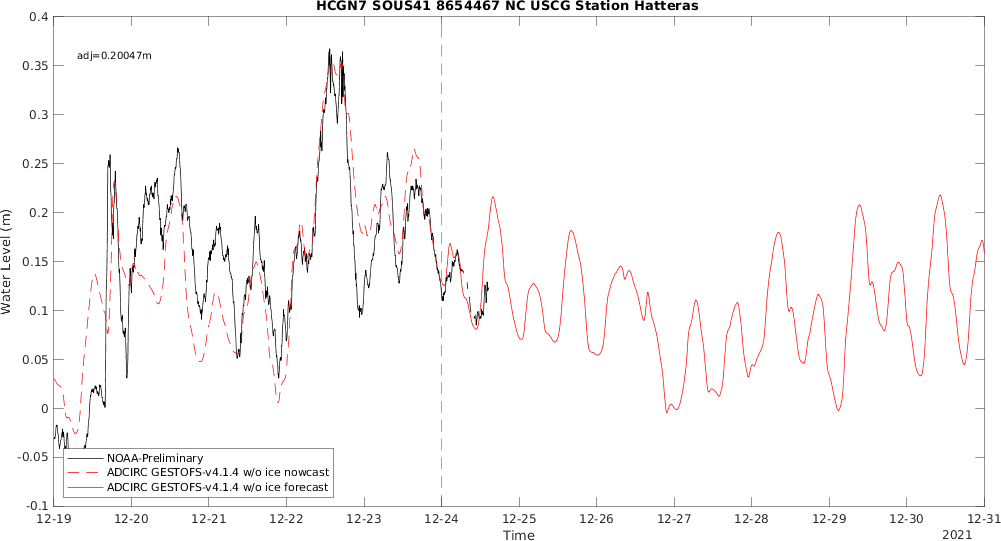 HCGN7 SOUS41 8654467 NC USCG Station Hatteras
adj=0.20047m
0.4
0.35
0.3
0.25
0.2
0.15
0.1
0.05
0
-0.05
-0.1
Water Level (m)
NOAA-Preliminary
ADCIRC GESTOFS-v4.1.4 w/o ice nowcast
ADCIRC GESTOFS-v4.1.4 w/o ice forecast
12-19 12-20 12-21 12-22 12-23 12-24 12-25 12-26 12-27 12-28 12-29 12-30 12-31
Time
2021